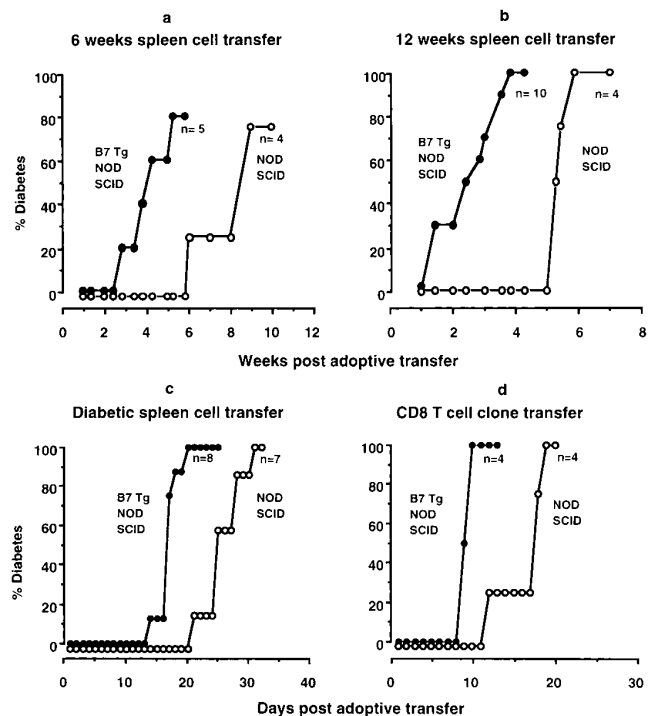 a
6 weeks spleen cell transfer
b
12 weeks spleen cell transfer
% Diabetes
100
80
60
40
20
0
B7 Tg
NOD
SCID
n= 5
n= 4
NOD
SCID
0 2 4 6 8 10 12
100
80
60
40
20
0
B7 Tg
NOD
SCID
n= 10
n= 4
NOD
SCID
0 2 4 6 8
Weeks post adoptive transfer
c
Diabetic spleen cell transfer
d
CD8 T cell clone transfer
% Diabetes
100
80
60
40
20
0
B7 Tg
NOD
SCID
n=8
n=7
NOD
SCID
0 10 20 30 40
100
80
60
40
20
0
B7 Tg
NOD
SCID
n=4
n=4
NOD
SCID
0 10 20 30
Days post adoptive transfer